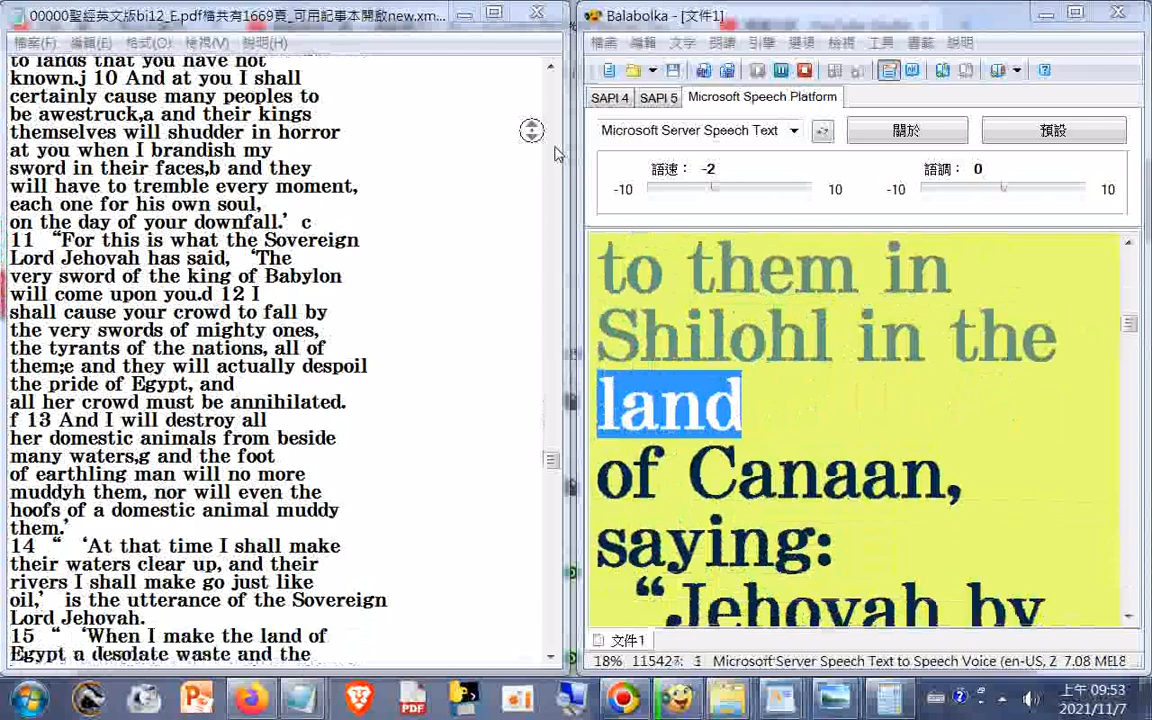 00000聖經英文版bi12_E.pdf檔共有1669頁_可用記事本開啟new.xm...
檔案(F) 編輯(E) 格式(O) 檢視(V) 說明(H)
to lands that you have not
known.j 10 And at you I shall
certainly cause many peoples to
be awestruck,a and their kings
themselves will shudder in horror
at you when I brandish my
sword in their faces,b and they
will have to tremble every moment,
each one for his own soul,
on the day of your downfall.’ c
11 “For this is what the Sovereign
Lord Jehovah has said, ‘The
very sword of the king of Babylon
will come upon you.d 12 I
shall cause your crowd to fall by
the very swords of mighty ones,
the tyrants of the nations, all of
them;e and they will actually despoil
the pride of Egypt, and
all her crowd must be annihilated.
f 13 And I will destroy all
her domestic animals from beside
many waters,g and the foot
of earthling man will no more
muddyh them, nor will even the
hoofs of a domestic animal muddy
them.’
14 “ ‘At that time I shall make
their waters clear up, and their
rivers I shall make go just like
oil,’ is the utterance of the Sovereign
Lord Jehovah.
15 “ ‘When I make the land of
Egypt a desolate waste and the
Balabolka - [文件1]
檔案 編輯 文字 朗讀 引擎 選項 檢視 工具 書籤 說明
SAPI 4 SAPI 5 Microsoft Speech Platform
Microsoft Server Speech Text 關於 預設
語速： -2 語調： 0
-10 10 -10 10
to them in
Shilohl in the
land
of Canaan,
saying:
“Jehovah by
文件1
18% Microsoft Server Speech Text to Speech Voice (en-US, 2 7.08 MEL8
PDF
上午 09:53
2021/11/7